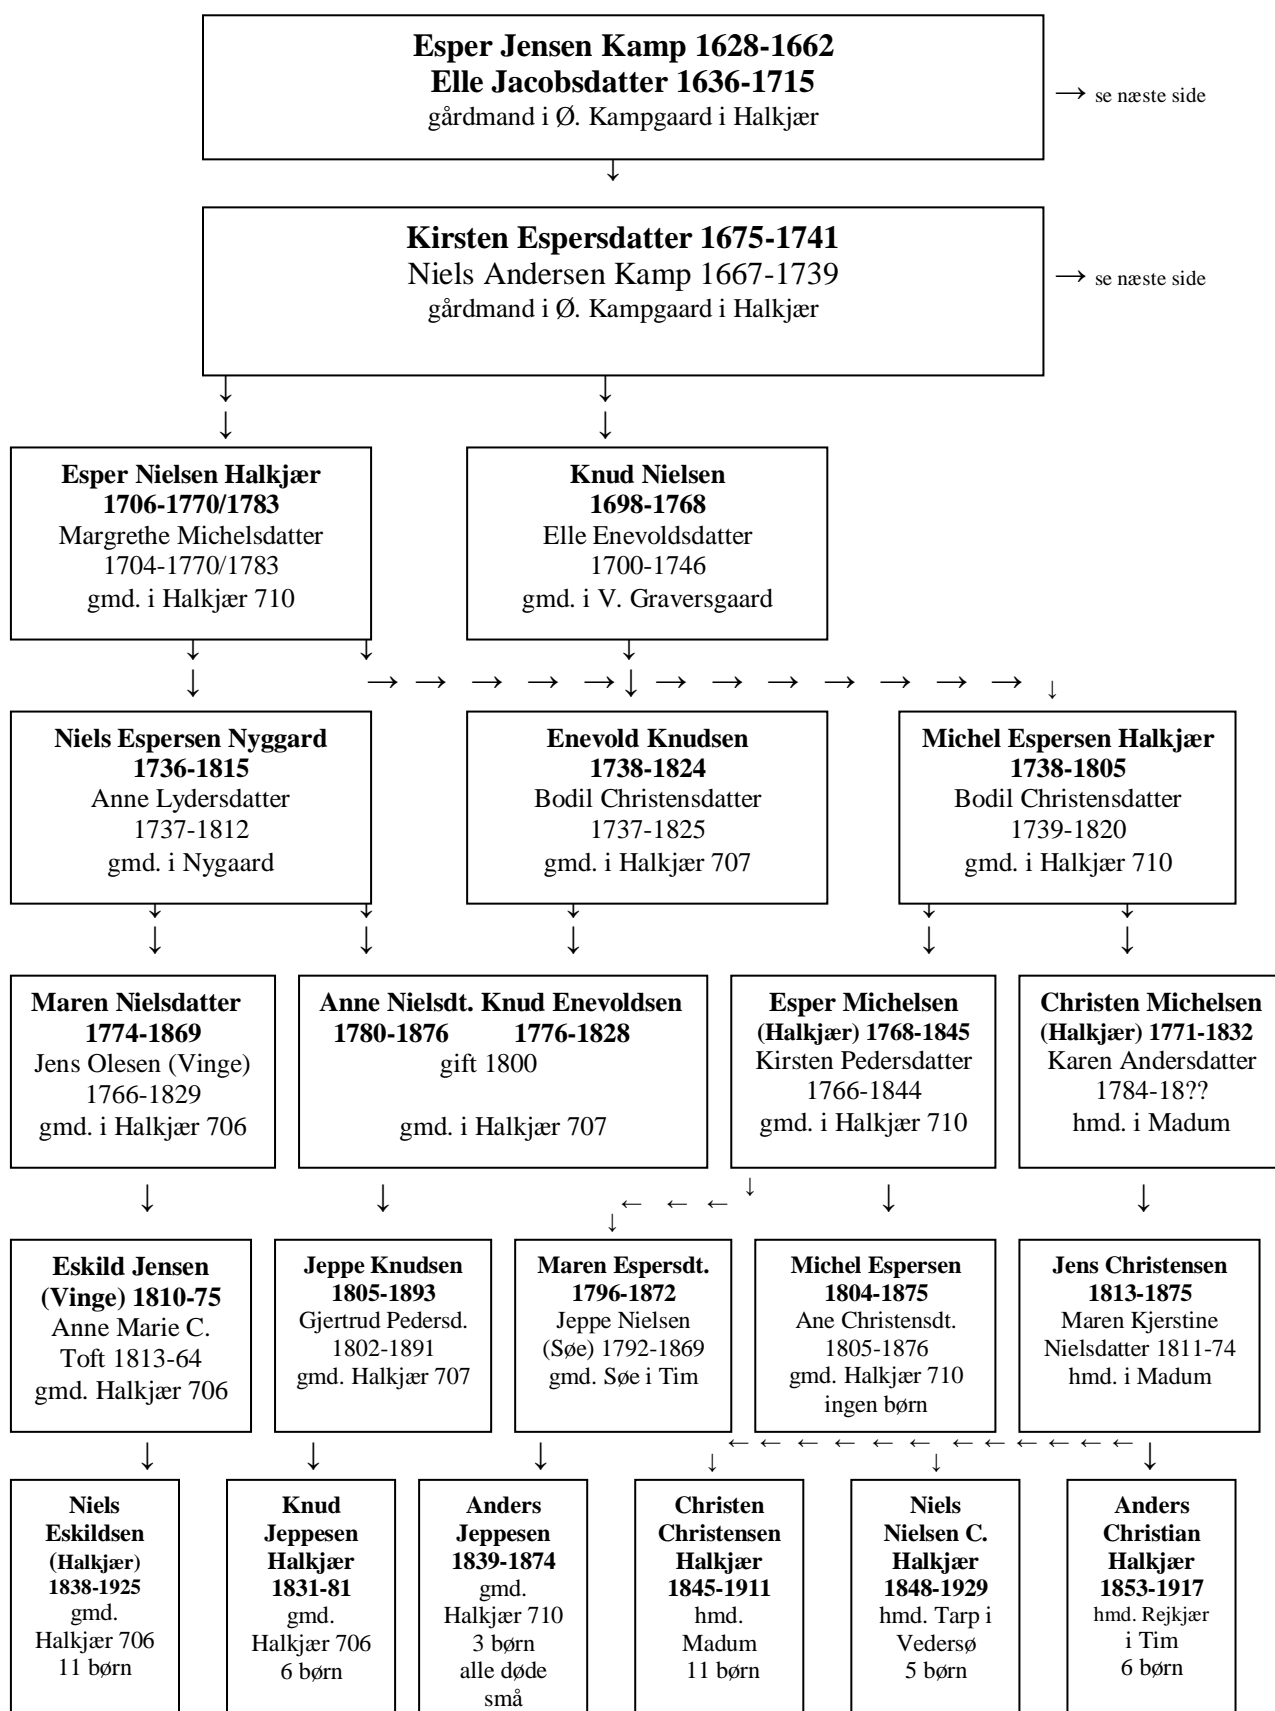 Esper Jensen Kamp 1628-1662
Elle Jacobsdatter 1636-1715
gårdmand i Ø. Kampgaard i Halkjær
→ se næste side
↓
Kirsten Espersdatter 1675-1741
Niels Andersen Kamp 1667-1739
gårdmand i Ø. Kampgaard i Halkjær
→ se næste side
↓ ↓
↓ ↓
Esper Nielsen Halkjær
1706-1770/1783
Margrethe Michelsdatter
1704-1770/1783
gmd. i Halkjær 710
Knud Nielsen
1698-1768
Elle Enevoldsdatter
1700-1746
gmd. i V. Graversgaard
↓ ↓ ↓
↓ → → → → → ↓ → → → → → → → ↓
Niels Espersen Nyggard
1736-1815
Anne Lydersdatter
1737-1812
gmd. i Nygaard
Enevold Knudsen
1738-1824
Bodil Christensdatter
1737-1825
gmd. i Halkjær 707
Michel Espersen Halkjær
1738-1805
Bodil Christensdatter
1739-1820
gmd. i Halkjær 710
↓ ↓ ↓ ↓ ↓
↓ ↓ ↓ ↓ ↓
Maren Nielsdatter
1774-1869
Jens Olesen (Vinge)
1766-1829
gmd. i Halkjær 706
Anne Nielsdt. Knud Enevoldsen
1780-1876 1776-1828
gift 1800
gmd. i Halkjær 707
Esper Michelsen
(Halkjær) 1768-1845
Kirsten Pedersdatter
1766-1844
gmd. i Halkjær 710
Christen Michelsen
(Halkjær) 1771-1832
Karen Andersdatter
1784-18??
hmd. i Madum
↓ ↓ ↓ ← ← ← ↓ ↓ ↓
Eskild Jensen
(Vinge) 1810-75
Anne Marie C.
Toft 1813-64
gmd. Halkjær 706
Jeppe Knudsen
1805-1893
Gjertrud Pedersd.
1802-1891
gmd. Halkjær 707
Maren Espersdt.
1796-1872
Jeppe Nielsen
(Søe) 1792-1869
gmd. Søe i Tim
Michel Espersen
1804-1875
Ane Christensdt.
1805-1876
gmd. Halkjær 710
ingen børn
Jens Christensen
1813-1875
Maren Kjerstine
Nielsdatter 1811-74
hmd. i Madum
← ← ← ← ← ← ← ← ← ← ← ← ←
↓ ↓ ↓ ↓ ↓ ↓
Niels
Eskildsen
(Halkjær)
1838-1925
gmd.
Halkjær 706
11 børn
Knud
Jeppesen
Halkjær
1831-81
gmd.
Halkjær 706
6 børn
Anders
Jeppesen
1839-1874
gmd.
Halkjær 710
3 børn
alle døde
små
Christen
Christensen
Halkjær
1845-1911
hmd.
Madum
11 børn
Niels
Nielsen C.
Halkjær
1848-1929
hmd. Tarp i
Vedersø
5 børn
Anders
Christian
Halkjær
1853-1917
hmd. Rejkjær
i Tim
6 børn